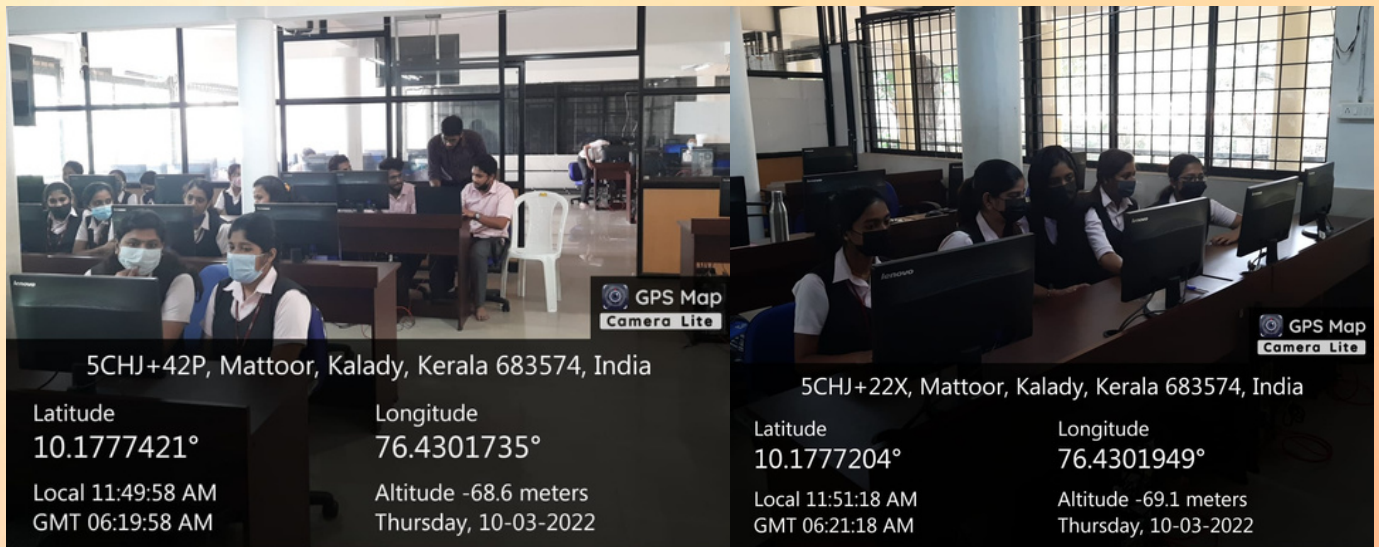 lenovo
GPS Map
Camera Lite
5CHJ+42P, Mattoor, Kalady, Kerala 683574, India
Latitude
10.1777421°
Longitude
76.4301735°
Local 11:49:58 AM
GMT 06:19:58 AM
Altitude -68.6 meters
Thursday, 10-03-2022
lenovo
lenovo
GPS Map
Camera Lite
5CHJ+22X, Mattoor, Kalady, Kerala 683574, India
Latitude
10.1777204°
Longitude
76.4301949°
Local 11:51:18 AM
GMT 06:21:18 AM
Altitude -69.1 meters
Thursday, 10-03-2022